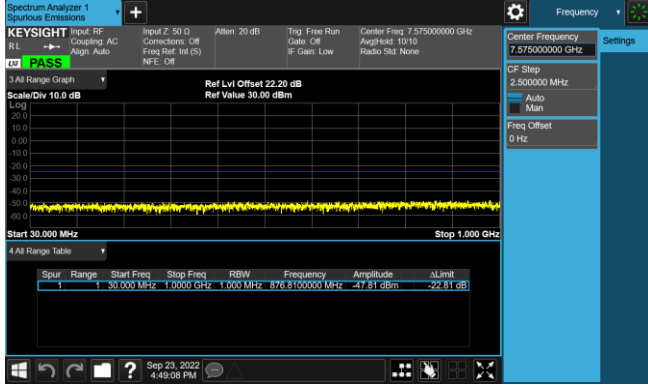 Spectrum Analyzer 1
Spurious Emissions
Frequency
KEYSIGHT
Input: RF
Coupling: AC
Align: Auto
Input Z: 50 Ω
Corrections: Off
Freq Ref: Int (S)
NFE: Off
Atten: 20 dB
Trig: Free Run
Gate: Off
IF Gain: Low
Center Freq: 7.575000000 GHz
Avg|Hold: 10/10
Radio Std: None
RL
LXI
PASS
Center Frequency
7.575000000 GHz
Settings
CF Step
2.500000 MHz
Auto
Man
Freq Offset
0 Hz
3 All Range Graph
Scale/Div 10.0 dB
Ref Lvl Offset 22.20 dB
Ref Value 30.00 dBm
Log
20.0
10.0
0.00
-10.0
-20.0
-30.0
-40.0
-50.0
-60.0
Start 30.000 MHz
Stop 1.000 GHz
4 All Range Table
Spur Range Start Freq Stop Freq RBW Frequency Amplitude ΔLimit
1 1 30.000 MHz 1.0000 GHz 1.000 MHz 876.8100000 MHz -47.81 dBm -22.81 dB
Sep 23, 2022
4:49:08 PM